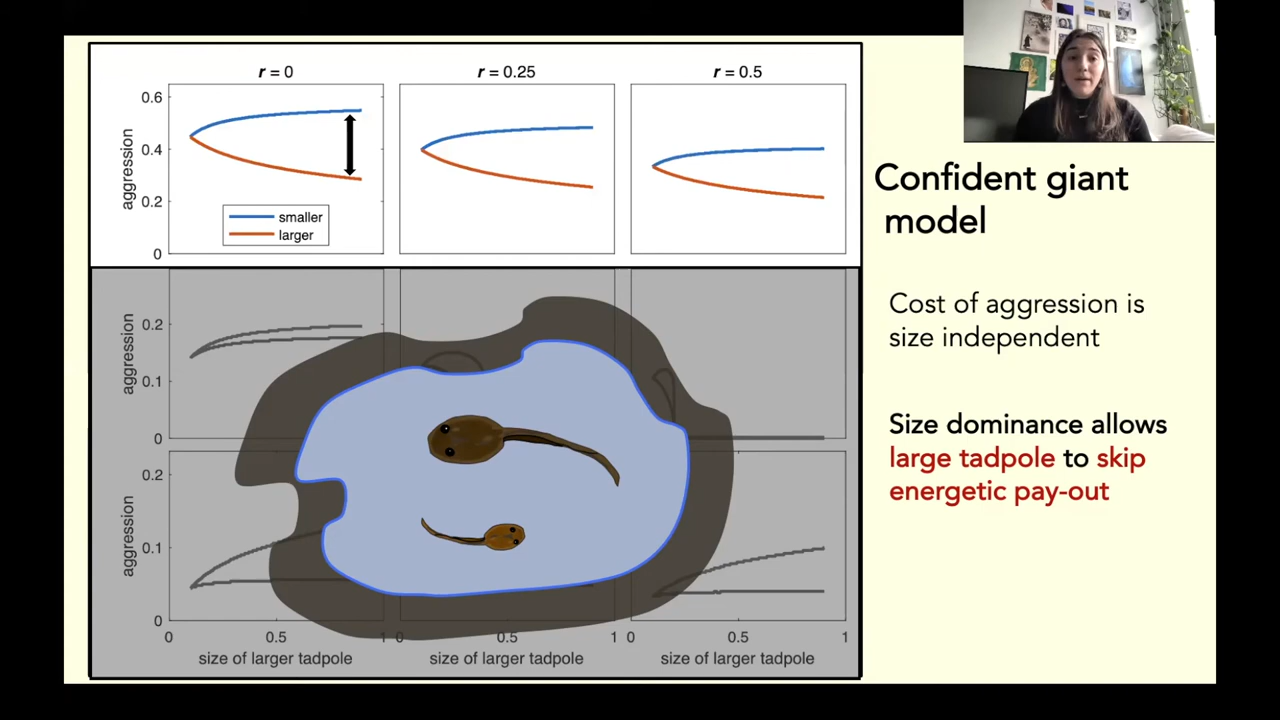 r = 0
r = 0.25
r = 0.5
0.6
0.4
0.2
0
aggression
smaller
larger
Confident giant
model
Cost of aggression is
size independent
Size dominance allows
large tadpole to skip
energetic pay-out
0.2
0.1
0
aggression
0.2
0.1
0
aggression
0 0.5 1 0 0.5 1 0 0.5 1
size of larger tadpole size of larger tadpole size of larger tadpole